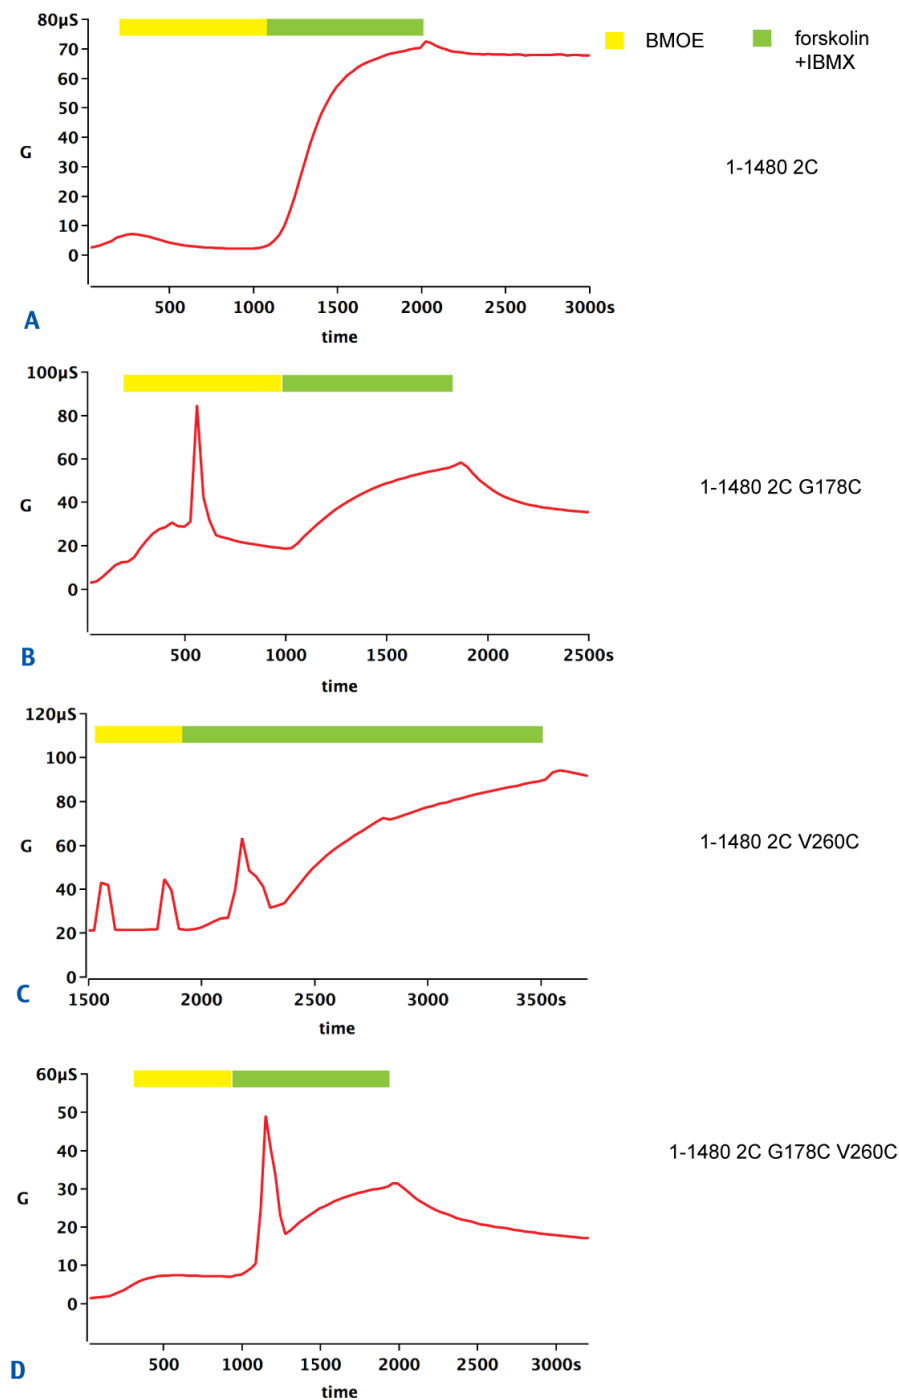 80µS
BMOE
forskolin
+IBMX
70
60
50
40
G
30
1-1480 2C
20
10
0
500 1000 1500 2000 2500 3000s
A
time
100µS
80
60
1-1480 2C G178C
G
40
20
0
500 1000 1500 2000 2500s
B
time
120µS
100
80
G
60
1-1480 2C V260C
40
20
0
C
1500 2000 2500 3000 3500s
time
60µS
50
40
1-1480 2C G178C V260C
30
G
20
10
0
500 1000 1500 2000 2500 3000s
D
time